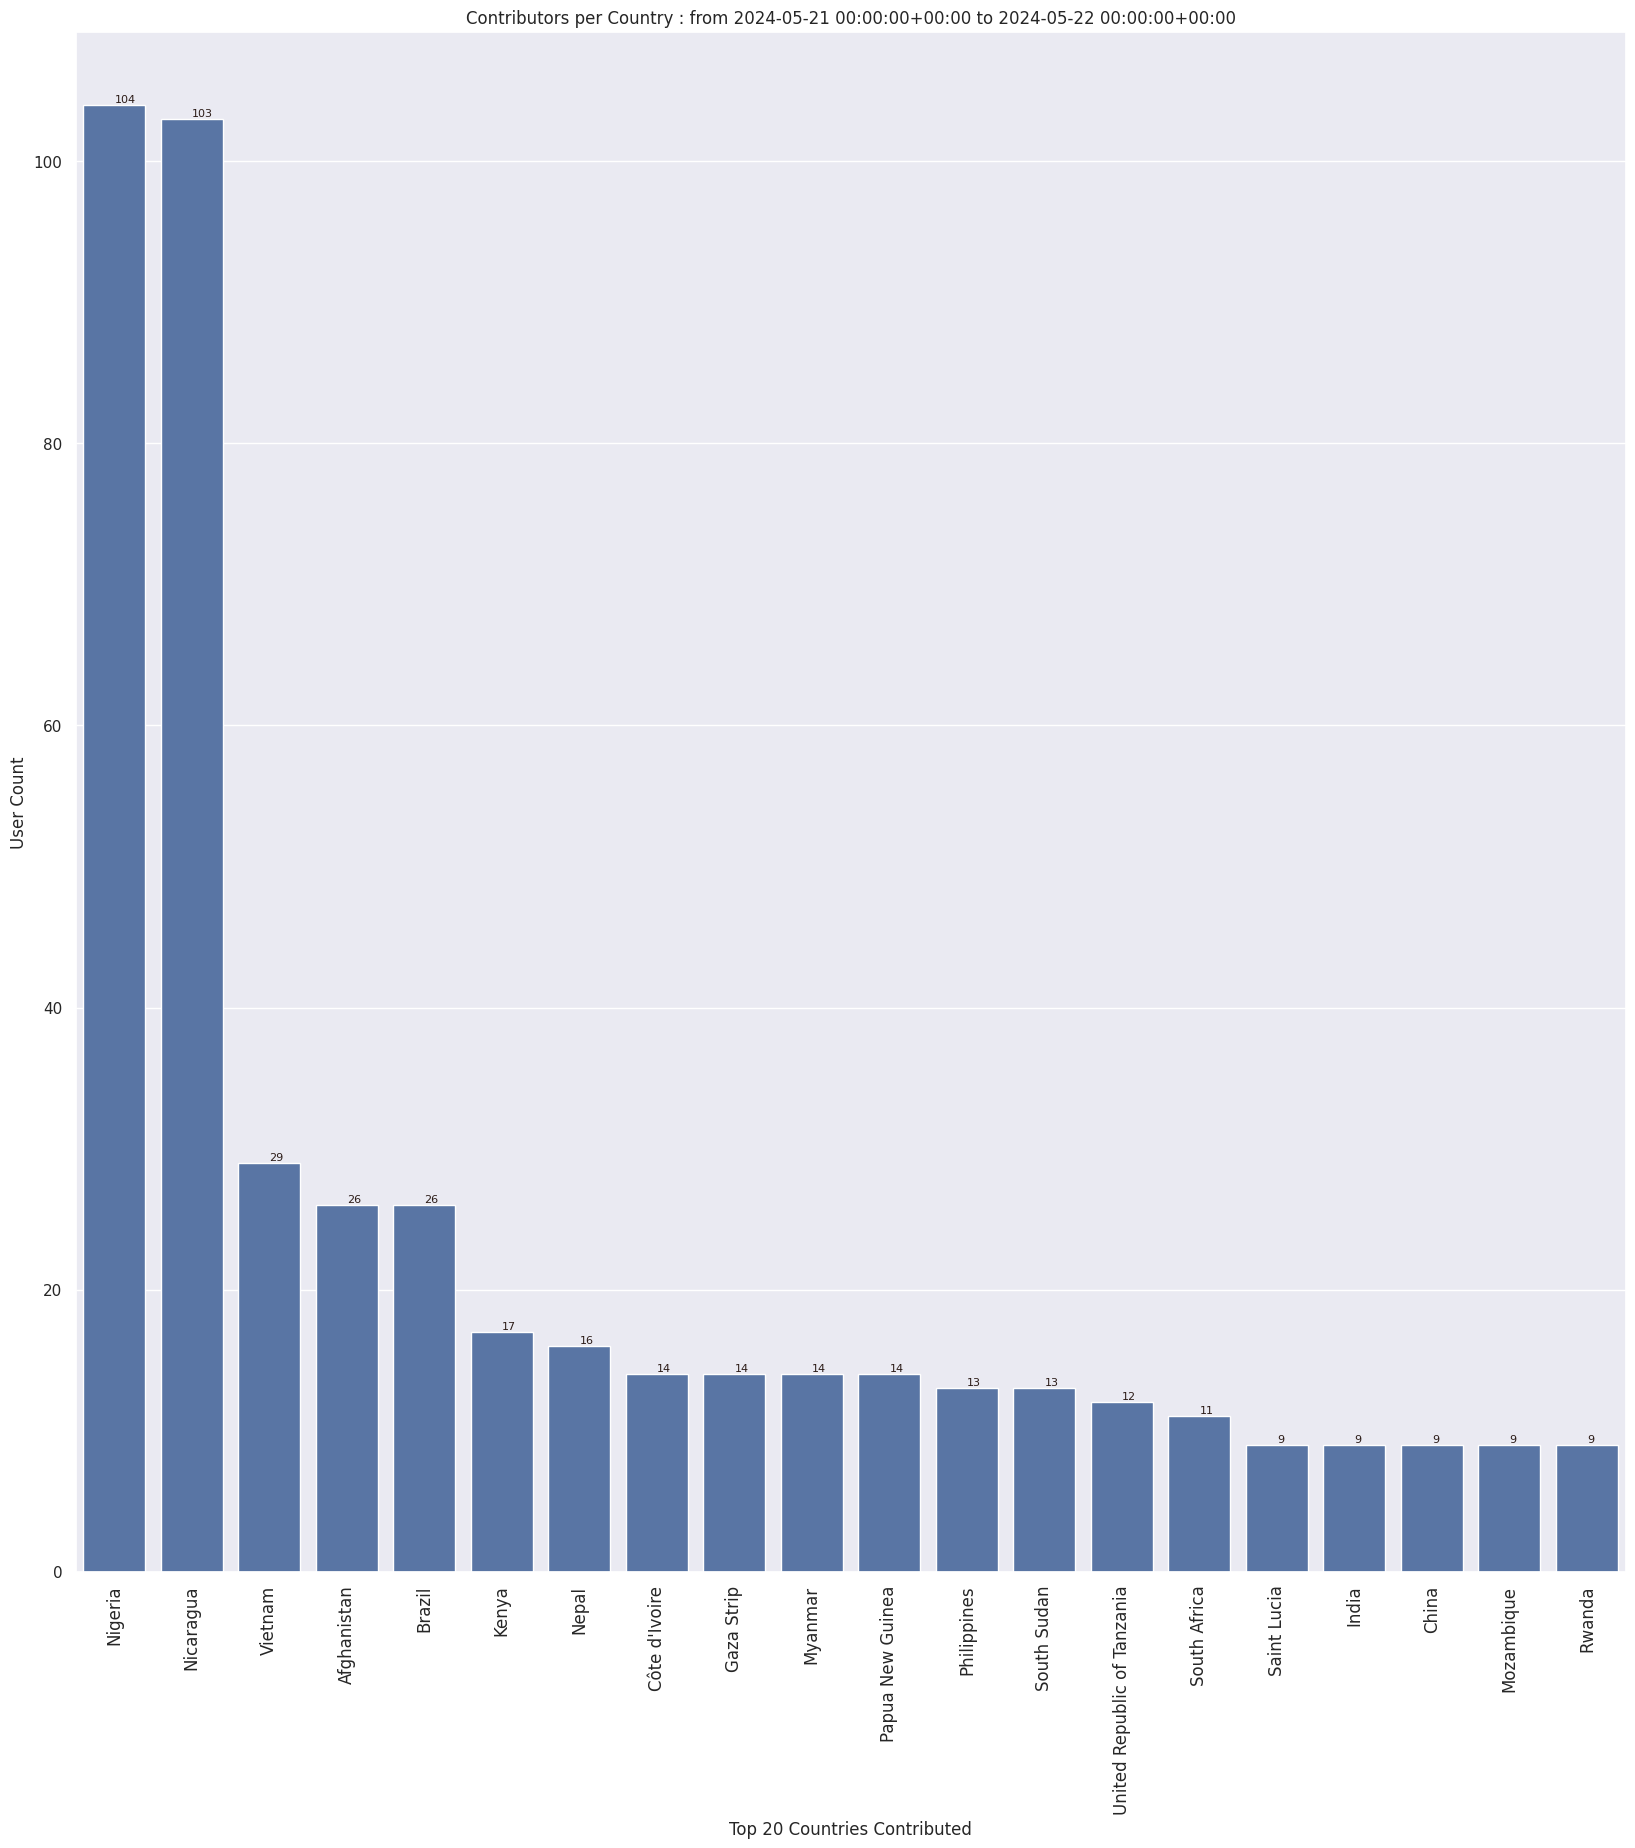 Contributors per Country : from 2024-05-21 00:00:00+00:00 to 2024-05-22 00:00:00+00:00
User Count
100
80
60
40
20
0
104
103
29
26
26
17
16
14
14
14
14
13
13
12
11
9
9
9
9
9
Nigeria
Nicaragua
Vietnam
Afghanistan
Brazil
Kenya
Nepal
Côte d'Ivoire
Gaza Strip
Myanmar
Papua New Guinea
Philippines
South Sudan
United Republic of Tanzania
South Africa
Saint Lucia
India
China
Mozambique
Rwanda
Top 20 Countries Contributed